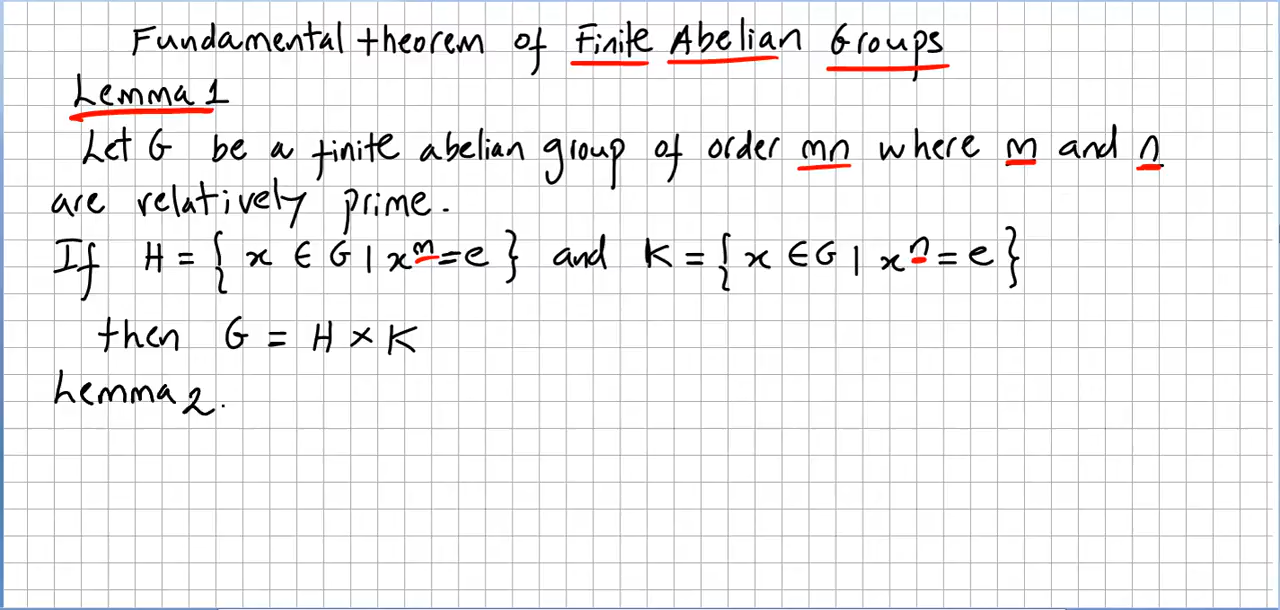 Fundamental theorem of Finite Abelian Groups
Lemma 1
Let G be a finite abelian group of order mn where m and n
are relatively prime.
If H = { x ∈ G | x^m = e } and K = { x ∈ G | x^n = e }
then G = H × K
Lemma 2.